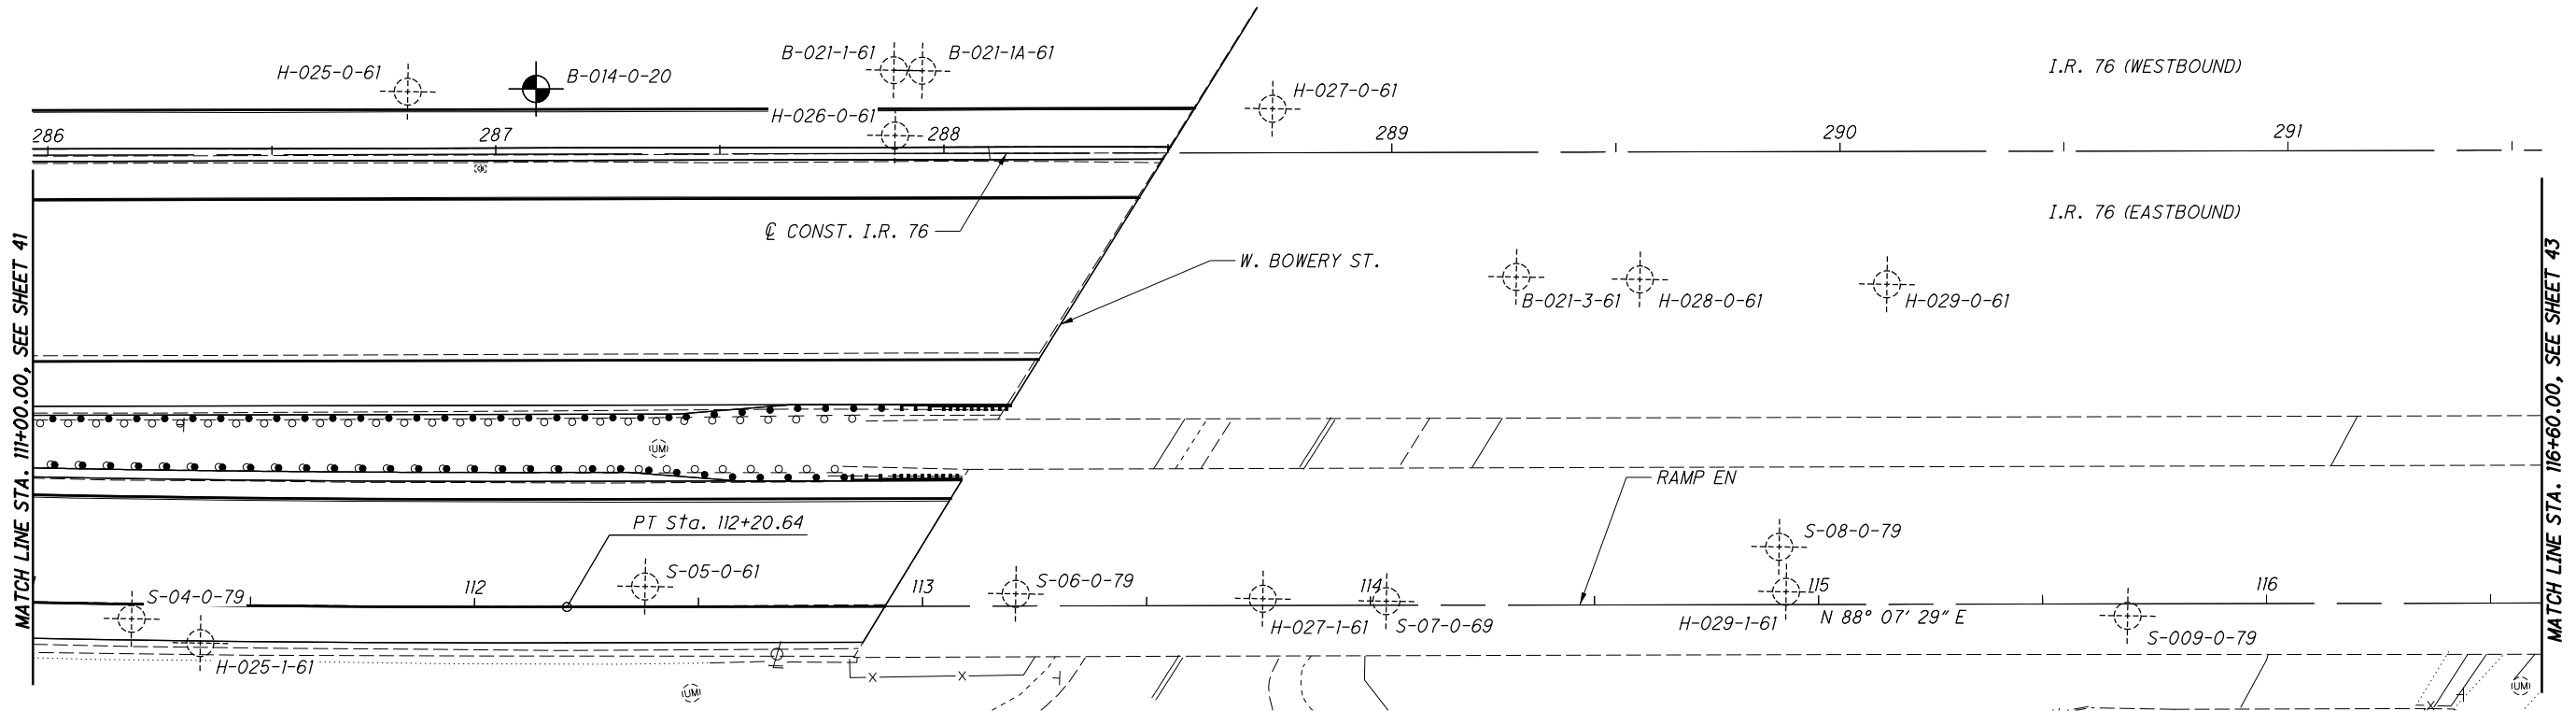 B-021-1-61
B-021-1A-61
I.R. 76 (WESTBOUND)
H-025-0-61
B-014-0-20
H-027-0-61
H-026-0-61
286
287
288
289
290
291
I.R. 76 (EASTBOUND)
℄ CONST. I.R. 76
W. BOWERY ST.
B-021-3-61
H-028-0-61
H-029-0-61
MATCH LINE STA. 111+00.00, SEE SHEET 41
MATCH LINE STA. 116+60.00, SEE SHEET 43
UM
RAMP EN
PT Sta. 112+20.64
S-08-0-79
S-04-0-79
112
S-05-0-61
113
S-06-0-79
114
115
116
H-027-1-61
S-07-0-69
H-029-1-61
N 88° 07' 29" E
S-009-0-79
H-025-1-61
X
X
UM
UM
X